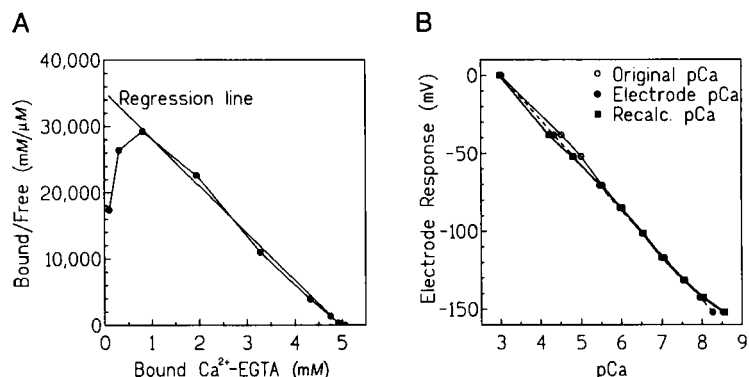 A
40,000
30,000
20,000
10,000
0
Regression line
Bound/Free (mM/μM)
0 1 2 3 4 5
Bound Ca²⁺-EGTA (mM)
B
0
-50
-100
-150
Original pCa
Electrode pCa
Recalc. pCa
Electrode Response (mV)
3 4 5 6 7 8 9
pCa